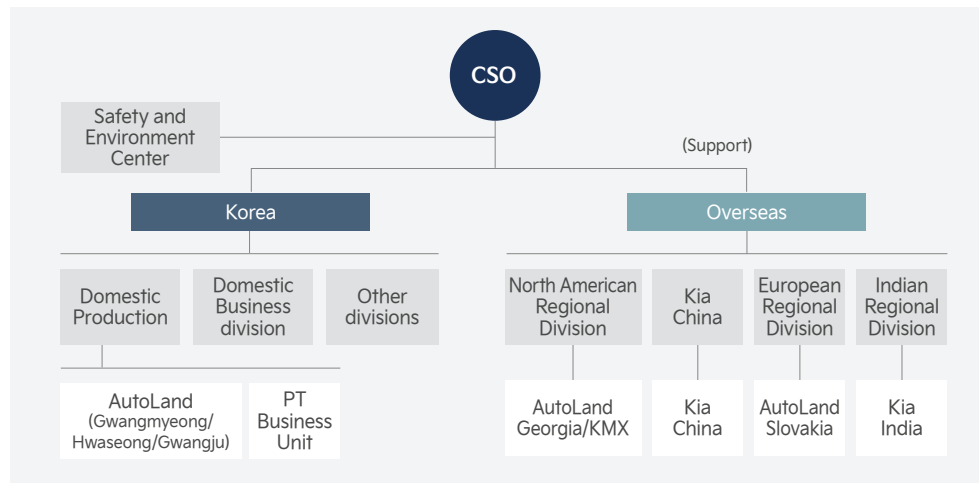 CSO
Safety and
Environment
Center
(Support)
Korea
Overseas
Domestic
Production
Domestic
Business
division
Other
divisions
North American
Regional
Division
Kia
China
European
Regional
Division
Indian
Regional
Division
AutoLand
(Gwangmyeong/
Hwaseong/Gwangju)
PT
Business
Unit
AutoLand
Georgia/KMX
Kia
China
AutoLand
Slovakia
Kia
India